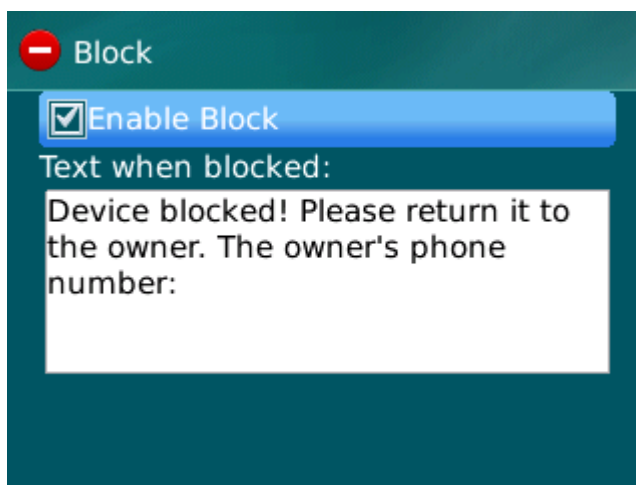 Block
Enable Block
Text when blocked:
Device blocked! Please return it to
the owner. The owner's phone
number: